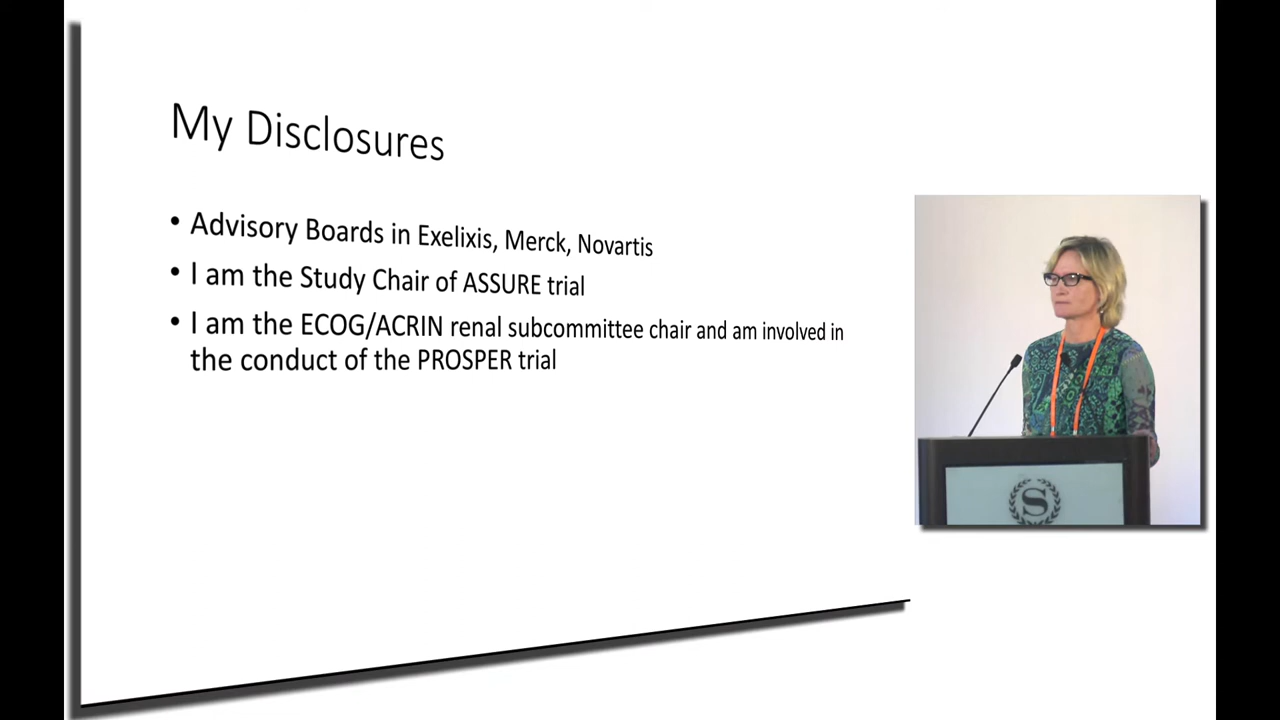 My Disclosures
• Advisory Boards in Exelixis, Merck, Novartis
• I am the Study Chair of ASSURE trial
• I am the ECOG/ACRIN renal subcommittee chair and am involved in
the conduct of the PROSPER trial
S